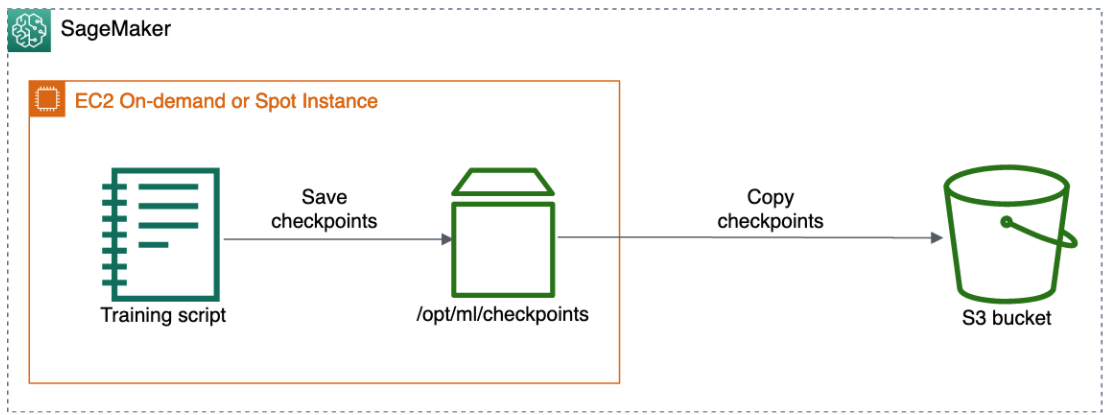 SageMaker
EC2 On-demand or Spot Instance
Save
checkpoints
Copy
checkpoints
Training script
/opt/ml/checkpoints
S3 bucket